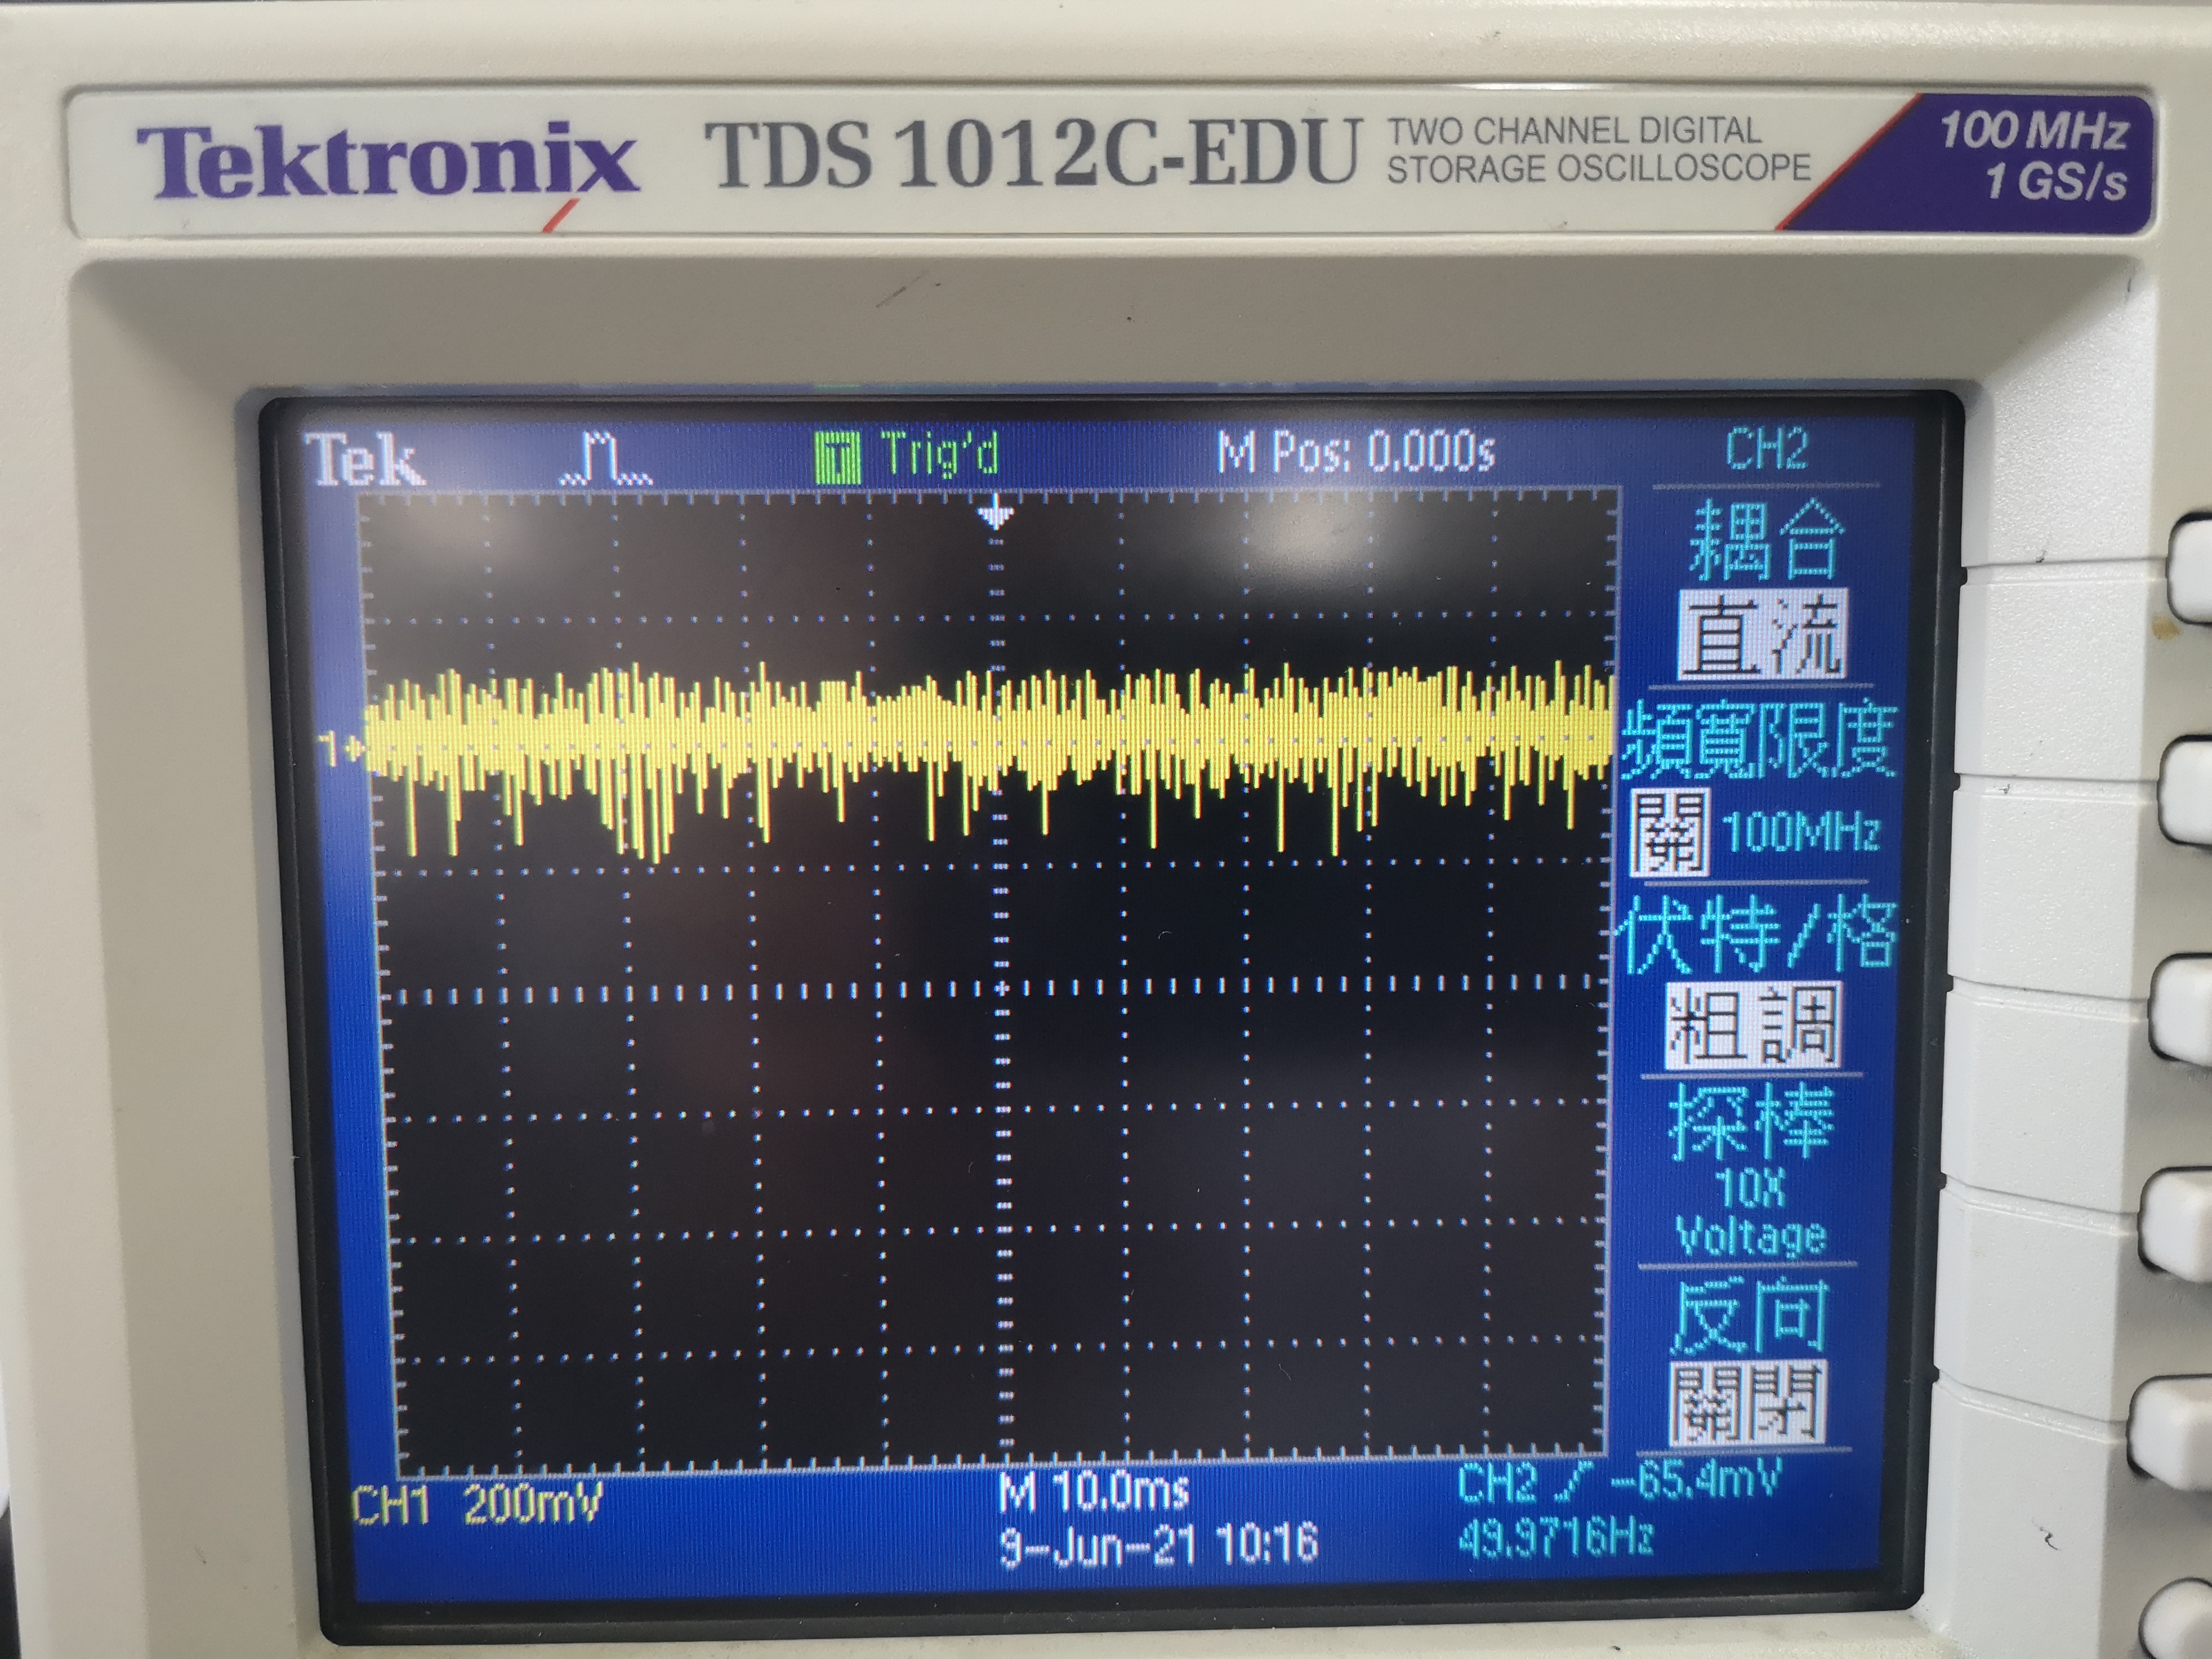 Tektronix TDS 1012C-EDU TWO CHANNEL DIGITAL
STORAGE OSCILLOSCOPE
100 MHz
1 GS/s
Tek T Trig'd M Pos: 0.000s CH2
耦合
直流
頻寬限度
關 100MHz
伏特/格
粗調
探棒
10X
Voltage
反向
關閉
1
CH1 200mV M 10.0ms CH2 -65.4mV
9-Jun-21 10:16 49.9716Hz